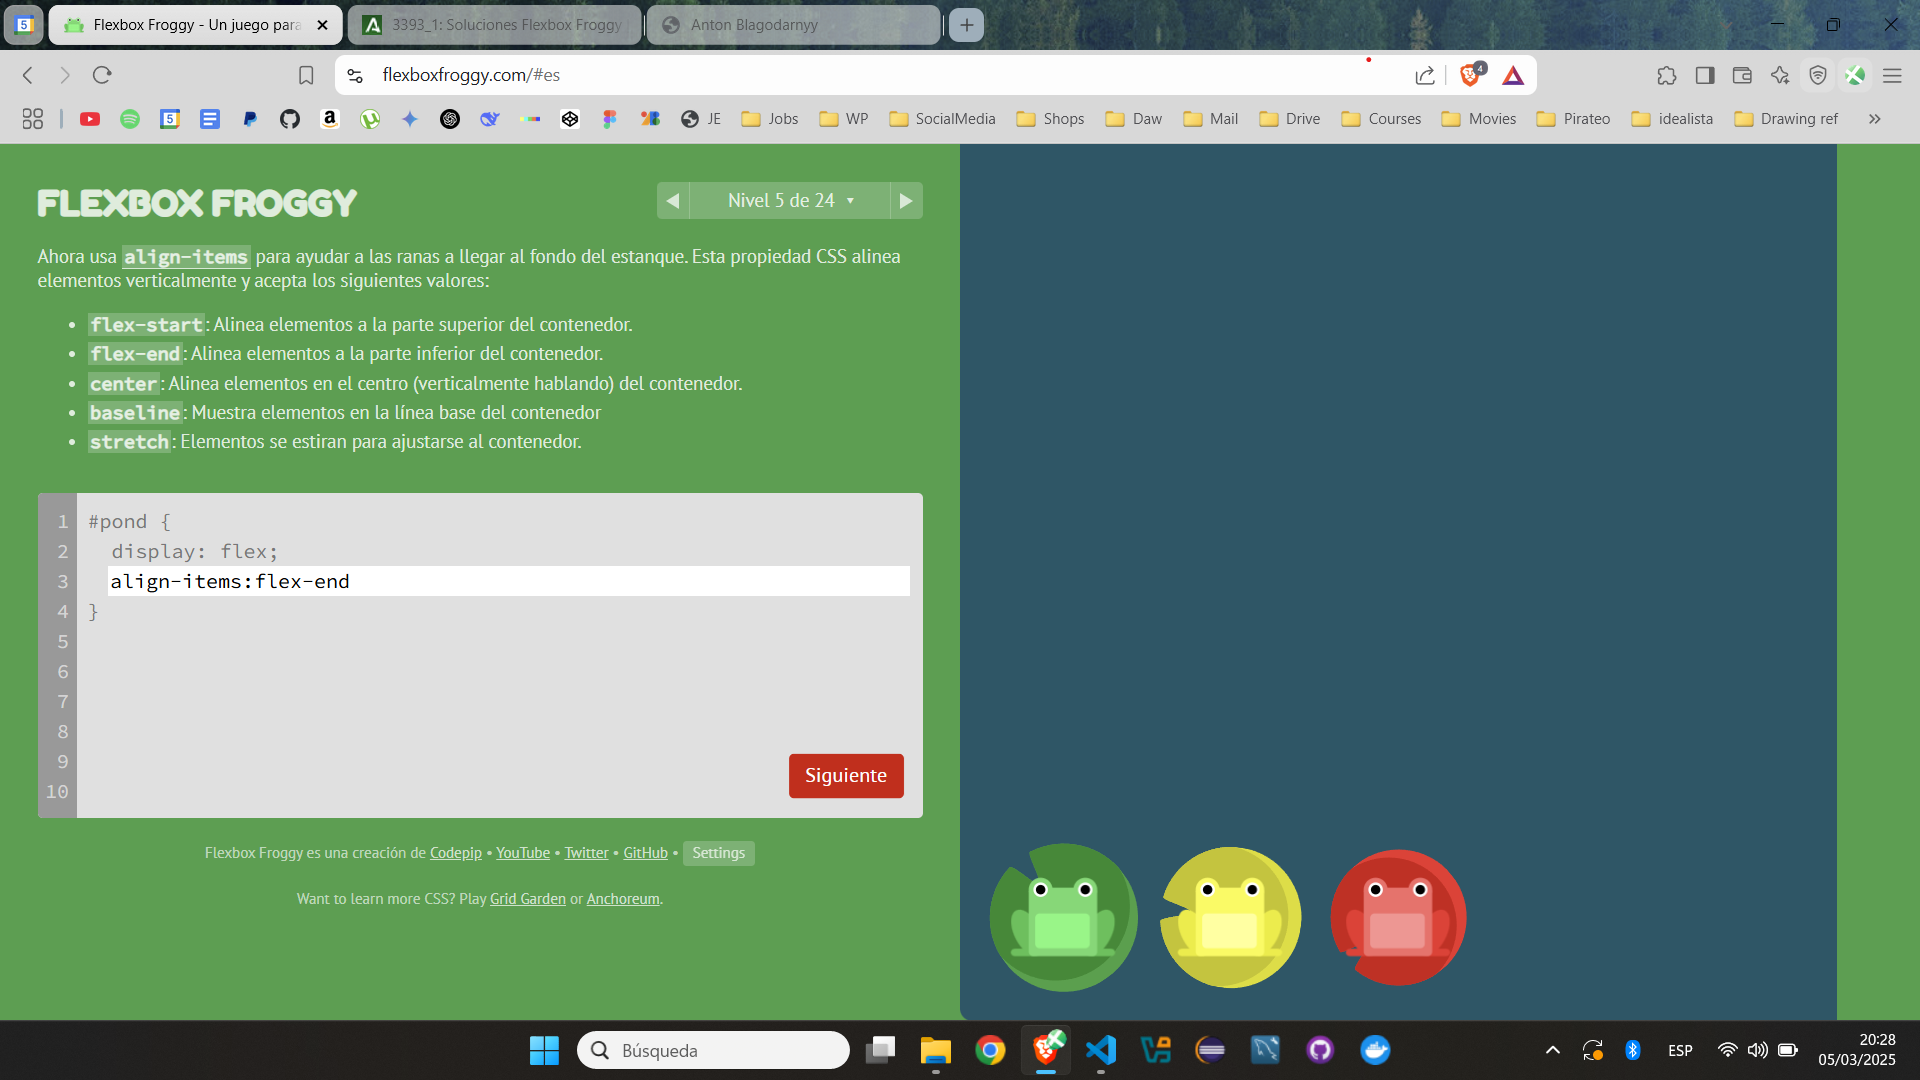 5
Flexbox Froggy - Un juego para
3393_1: Soluciones Flexbox Froggy
Anton Blagodarnyy
flexboxfroggy.com/#es
4
5
JE
Jobs
WP
SocialMedia
Shops
Daw
Mail
Drive
Courses
Movies
Pirateo
idealista
Drawing ref
FLEXBOX FROGGY
Nivel 5 de 24
Ahora usa align-items para ayudar a las ranas a llegar al fondo del estanque. Esta propiedad CSS alinea
elementos verticalmente y acepta los siguientes valores:
• flex-start: Alinea elementos a la parte superior del contenedor.
• flex-end: Alinea elementos a la parte inferior del contenedor.
• center: Alinea elementos en el centro (verticalmente hablando) del contenedor.
• baseline: Muestra elementos en la línea base del contenedor
• stretch: Elementos se estiran para ajustarse al contenedor.
1 #pond {
2 display: flex;
3 align-items:flex-end
4 }
5
6
7
8
9
10
Siguiente
Flexbox Froggy es una creación de Codepip • YouTube • Twitter • GitHub • Settings
Want to learn more CSS? Play Grid Garden or Anchoreum.
Búsqueda
ESP
20:28
05/03/2025